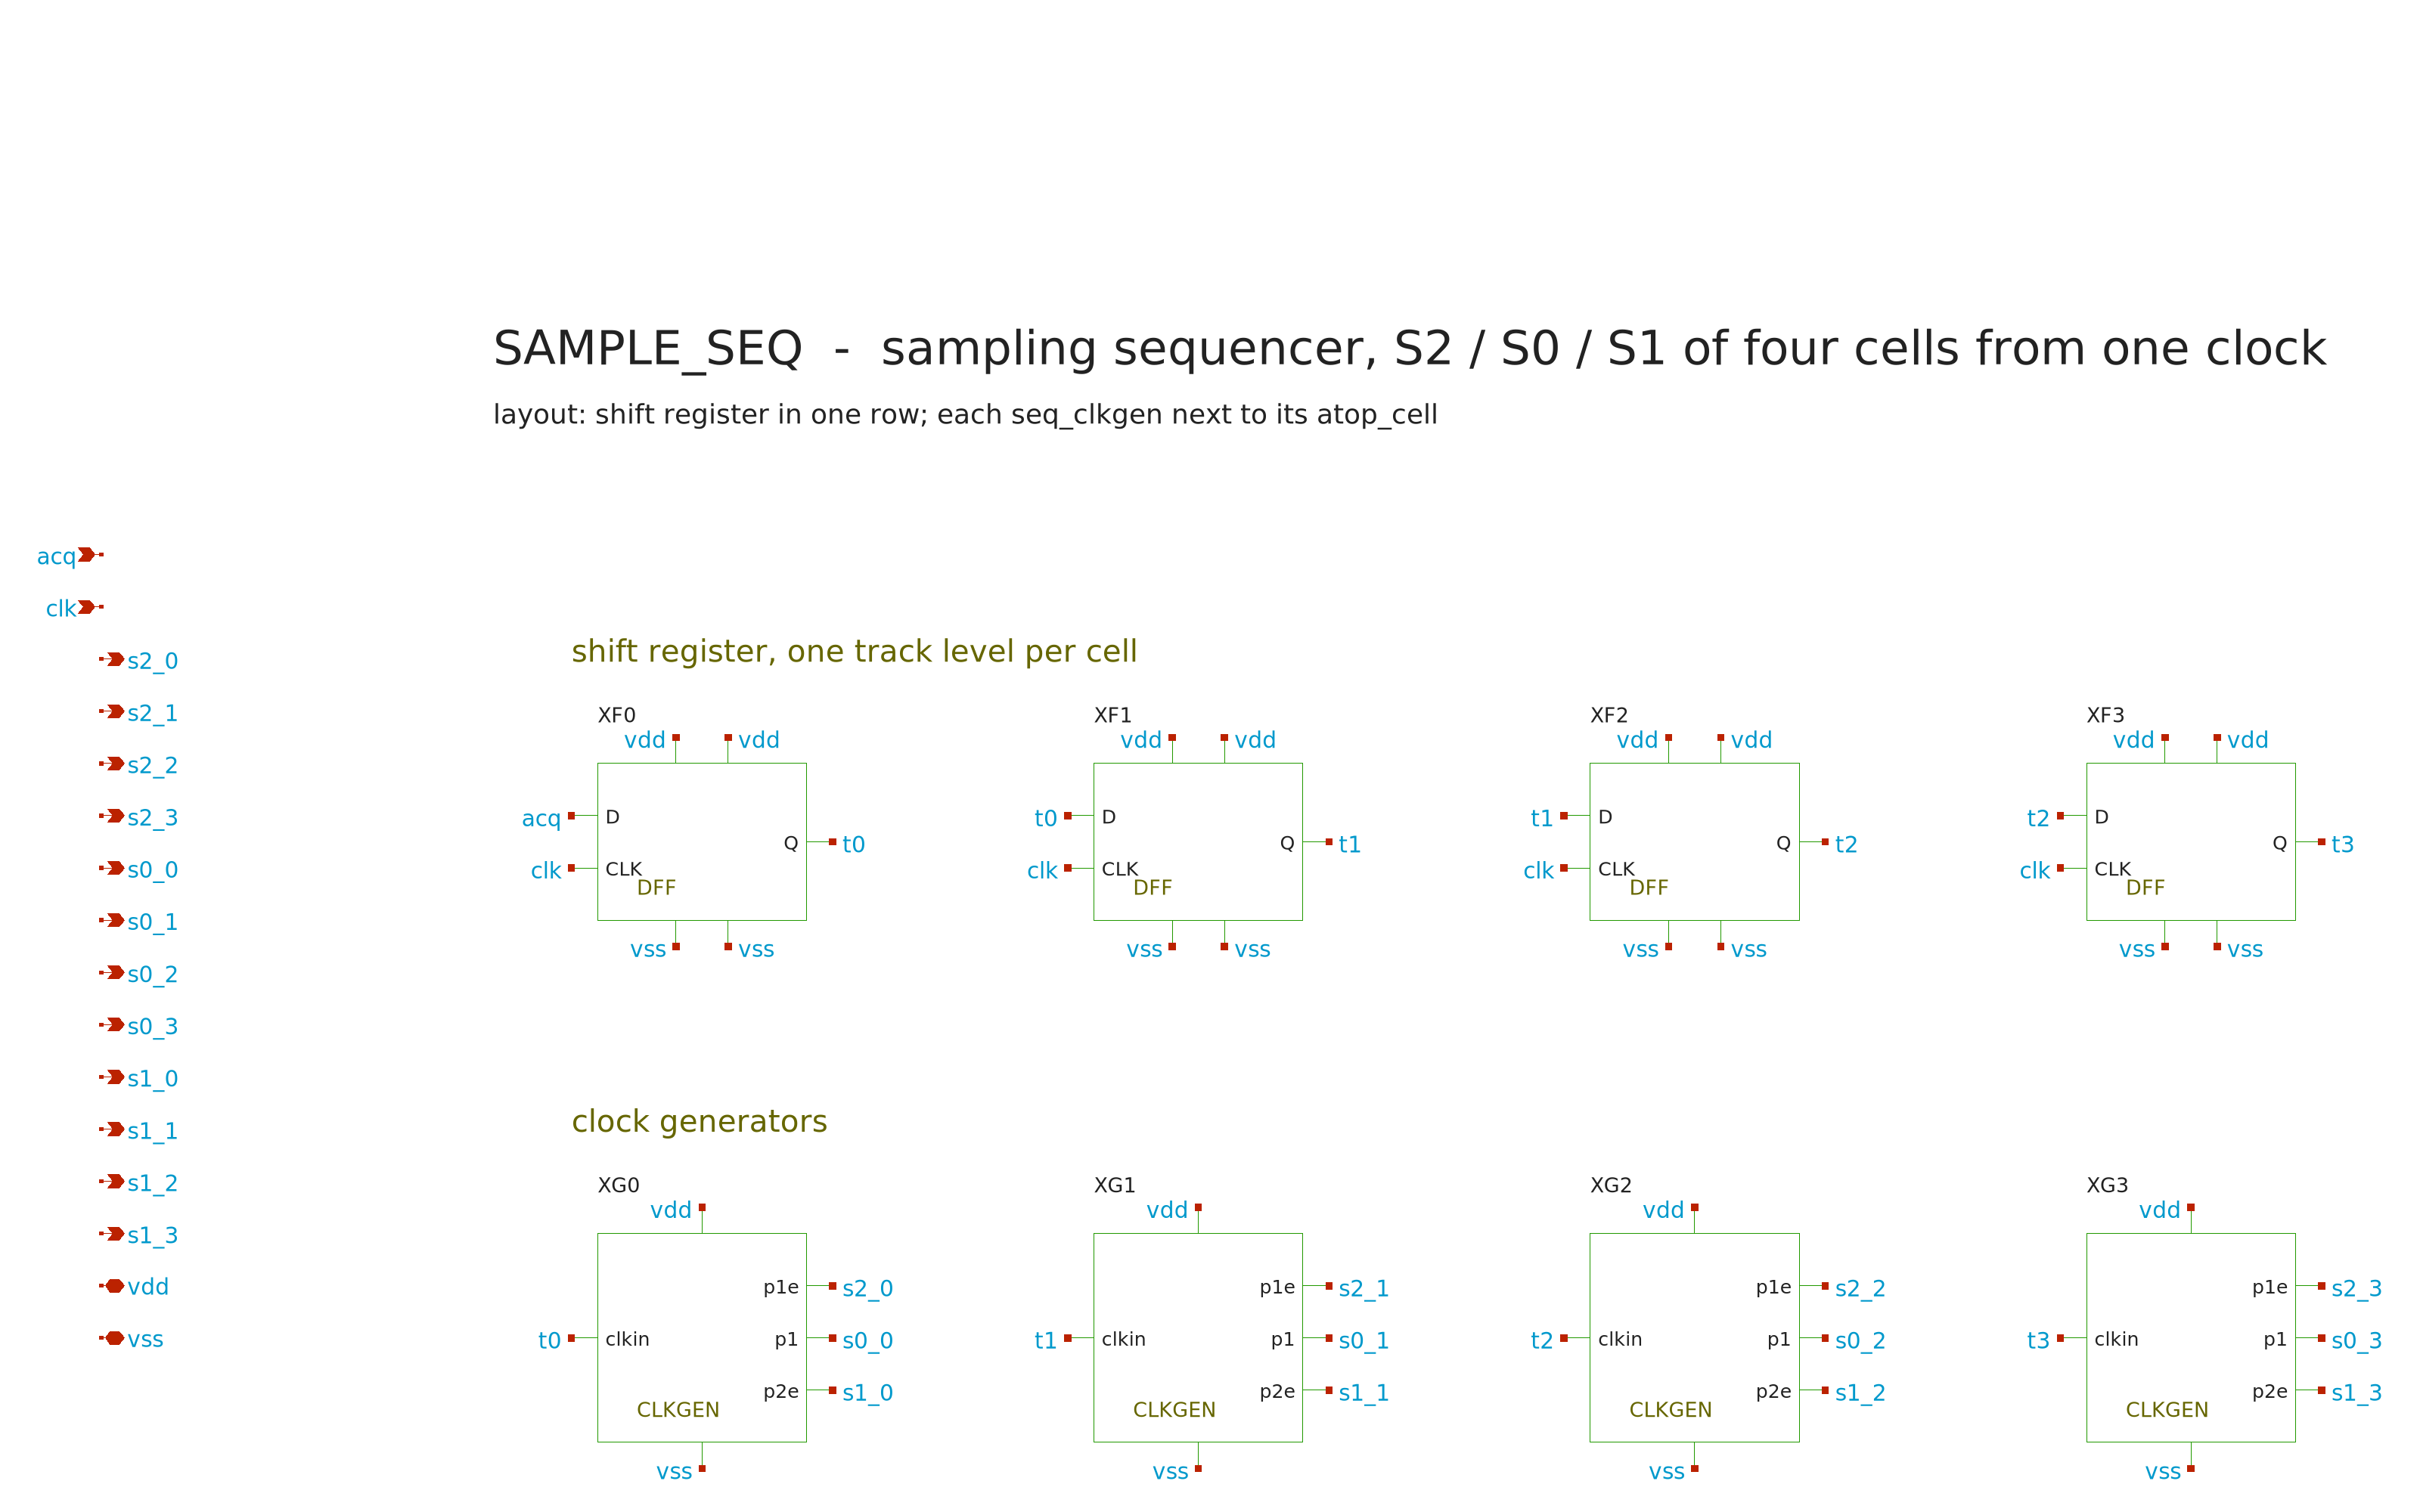 SAMPLE_SEQ  -  sampling sequencer, S2 / S0 / S1 of four cells from one clock
layout: shift register in one row; each seq_clkgen next to its atop_cell
acq
clk
s2_0
s2_1
s2_2
s2_3
s0_0
s0_1
s0_2
s0_3
s1_0
s1_1
s1_2
s1_3
vdd
vss
shift register, one track level per cell
XF0
vdd vdd
acq D
Q t0
clk CLK
DFF
vss vss
XF1
vdd vdd
t0 D
Q t1
clk CLK
DFF
vss vss
XF2
vdd vdd
t1 D
Q t2
clk CLK
DFF
vss vss
XF3
vdd vdd
t2 D
Q t3
clk CLK
DFF
vss vss
clock generators
XG0
vdd
p1e s2_0
t0 clkin p1 s0_0
p2e s1_0
CLKGEN
vss
XG1
vdd
p1e s2_1
t1 clkin p1 s0_1
p2e s1_1
CLKGEN
vss
XG2
vdd
p1e s2_2
t2 clkin p1 s0_2
p2e s1_2
CLKGEN
vss
XG3
vdd
p1e s2_3
t3 clkin p1 s0_3
p2e s1_3
CLKGEN
vss